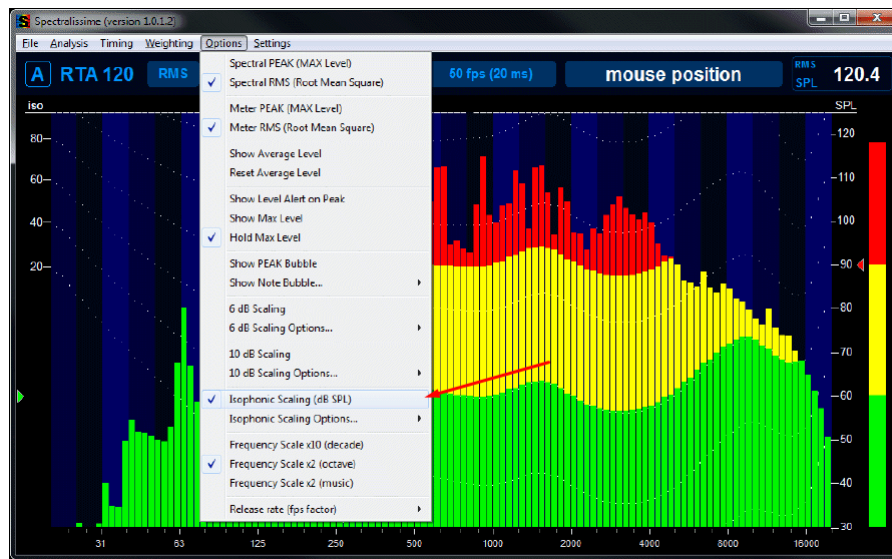 Spectralissime (version 1.0.1.2)
File Analysis Timing Weighting Options Settings
A RTA 120 RMS 50 fps (20 ms) mouse position RMS SPL 120.4
iso SPL
Spectral PEAK (MAX Level)
Spectral RMS (Root Mean Square)
Meter PEAK (MAX Level)
Meter RMS (Root Mean Square)
Show Average Level
Reset Average Level
Show Level Alert on Peak
Show Max Level
Hold Max Level
Show PEAK Bubble
Show Note Bubble...
6 dB Scaling
6 dB Scaling Options...
10 dB Scaling
10 dB Scaling Options...
Isophonic Scaling (dB SPL)
Isophonic Scaling Options...
Frequency Scale x10 (decade)
Frequency Scale x2 (octave)
Frequency Scale x2 (music)
Release rate (fps factor)
80
60
40
20
120
110
100
90
80
70
60
50
40
30
31 63 125 250 500 1000 2000 4000 8000 16000